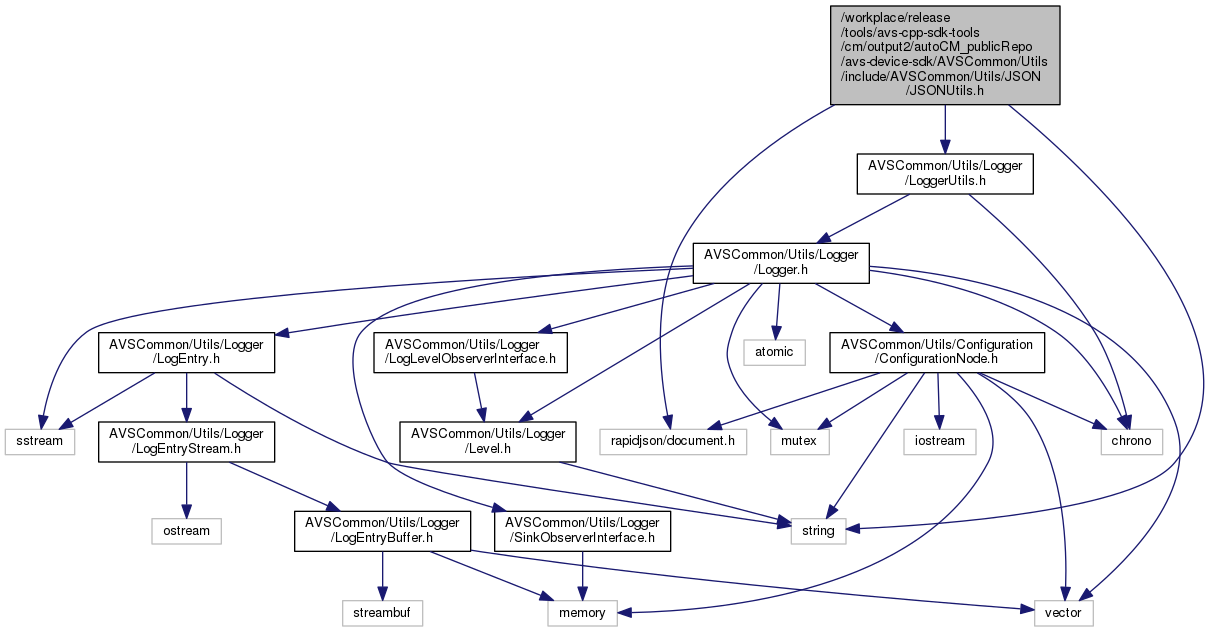 /workplace/release
/tools/avs-cpp-sdk-tools
/cm/output2/autoCM_publicRepo
/avs-device-sdk/AVSCommon/Utils
/include/AVSCommon/Utils/JSON
/JSONUtils.h
AVSCommon/Utils/Logger
/LoggerUtils.h
AVSCommon/Utils/Logger
/Logger.h
AVSCommon/Utils/Logger
/LogEntry.h
AVSCommon/Utils/Logger
/LogLevelObserverInterface.h
atomic
AVSCommon/Utils/Configuration
/ConfigurationNode.h
sstream
AVSCommon/Utils/Logger
/LogEntryStream.h
AVSCommon/Utils/Logger
/Level.h
rapidjson/document.h
mutex
iostream
chrono
ostream
AVSCommon/Utils/Logger
/LogEntryBuffer.h
AVSCommon/Utils/Logger
/SinkObserverInterface.h
string
streambuf
memory
vector